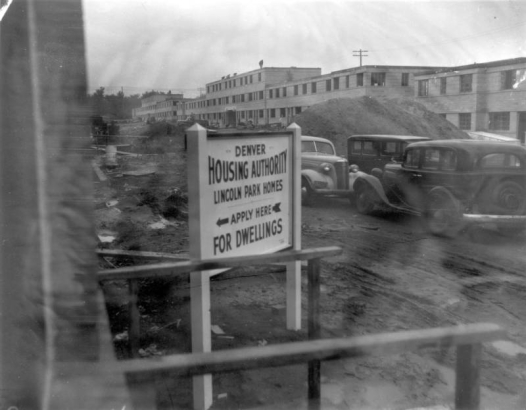 DENVER
HOUSING AUTHORITY
LINCOLN PARK HOMES
APPLY HERE
FOR DWELLINGS